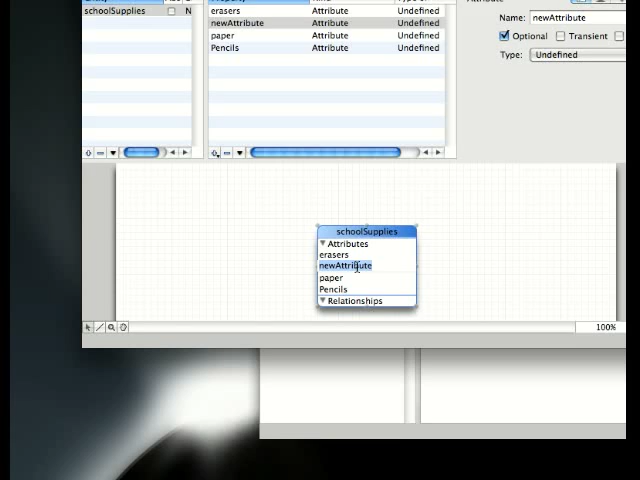 schoolSupplies N
erasers Attribute Undefined
newAttribute Attribute Undefined
paper Attribute Undefined
Pencils Attribute Undefined
Name: newAttribute
Optional Transient
Type: Undefined
schoolSupplies
Attributes
erasers
newAttribute
paper
Pencils
Relationships
100%